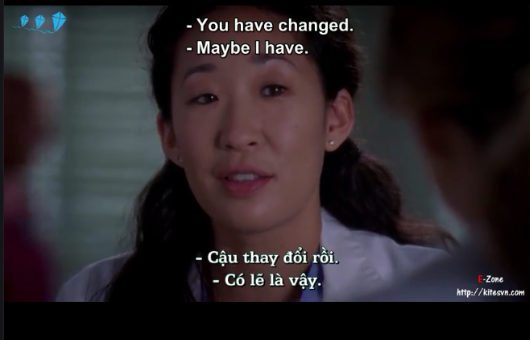 - You have changed.
- Maybe I have.
- Cậu thay đổi rồi.
- Có lẽ là vậy.
E-Zone
http://kitesvn.com